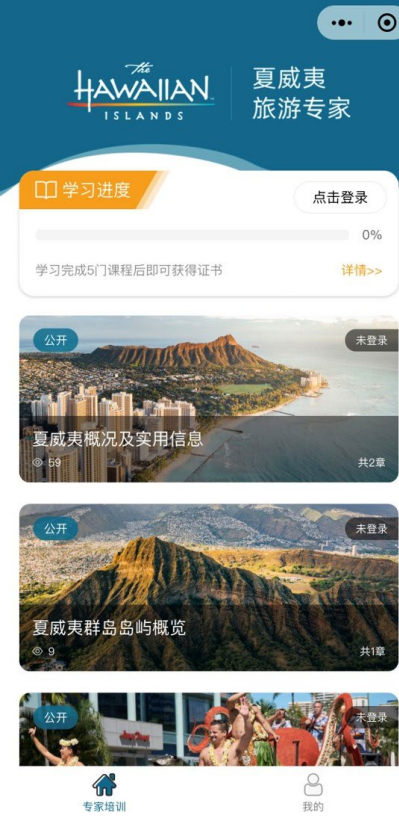 The
HAWAIIAN
ISLANDS
夏威夷
旅游专家
学习进度
点击登录
0%
学习完成5门课程后即可获得证书
详情>>
公开
未登录
夏威夷概况及实用信息
59
共2章
公开
未登录
夏威夷群岛岛屿概览
9
共1章
公开
未登录
专家培训
我的